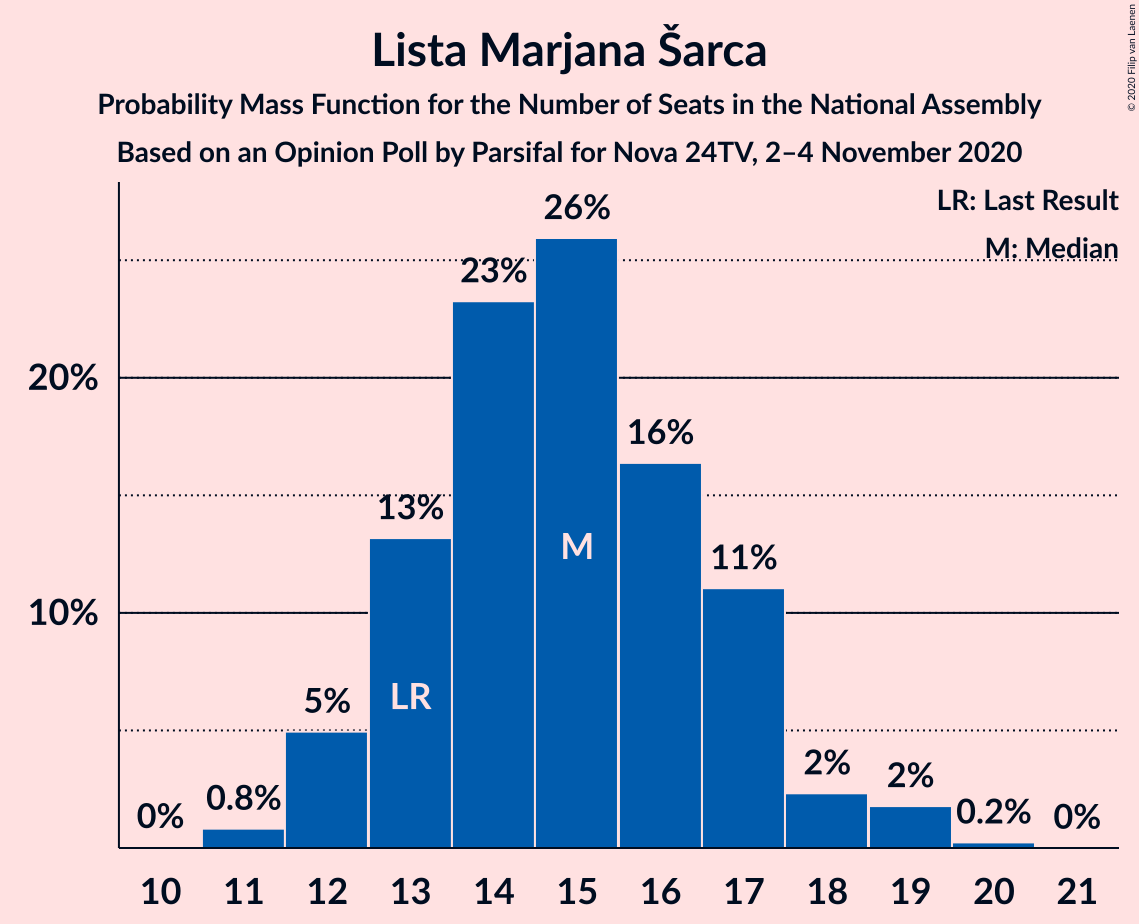 Lista Marjana Šarca
Probability Mass Function for the Number of Seats in the National Assembly
Based on an Opinion Poll by Parsifal for Nova 24TV, 2–4 November 2020
© 2020 Filip van Laenen
LR: Last Result
M: Median
26%
23%
20%
16%
13%
11%
M
10%
LR
5%
2%
2%
0.8%
0.2%
0%
0%
10 11 12 13 14 15 16 17 18 19 20 21